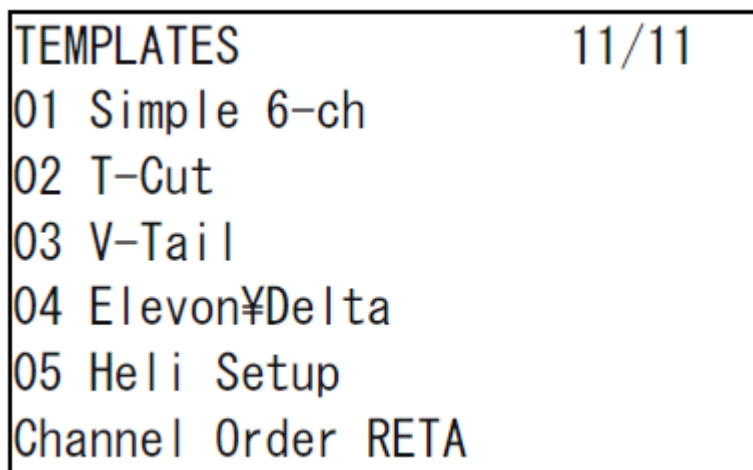 TEMPLATES 11/11
01 Simple 6-ch
02 T-Cut
03 V-Tail
04 Elevon¥Delta
05 Heli Setup
Channel Order RETA